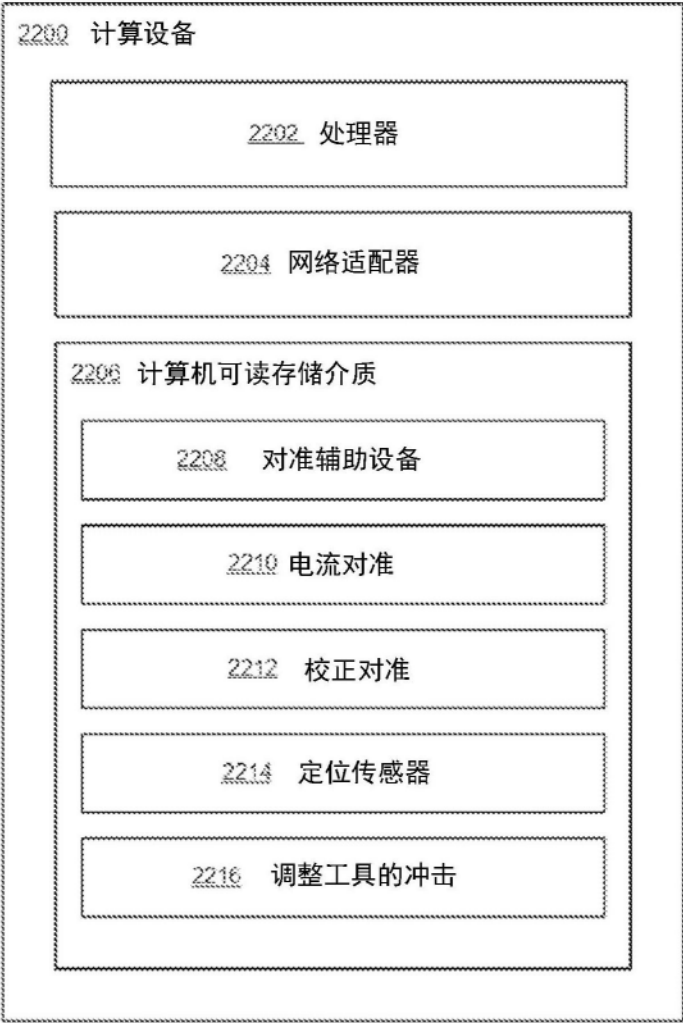 2200 计算设备
2202 处理器
2204 网络适配器
2206 计算机可读存储介质
2208 对准辅助设备
2210 电流对准
2212 校正对准
2214 定位传感器
2216 调整工具的冲击